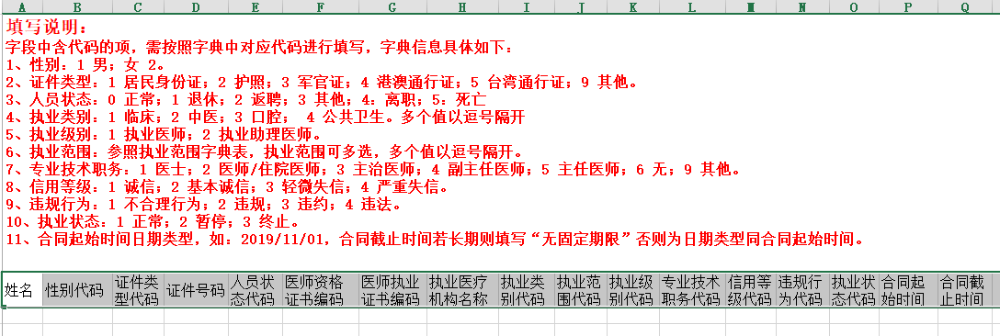 A B C D E F G H I J K L M N O P Q
填写说明：
字段中含代码的项，需按照字典中对应代码进行填写，字典信息具体如下：
1、性别：1 男；女 2。
2、证件类型：1 居民身份证；2 护照；3 军官证；4 港澳通行证；5 台湾通行证；9 其他。
3、人员状态：0 正常；1 退休；2 返聘；3 其他；4：离职；5：死亡
4、执业类别：1 临床；2 中医；3 口腔； 4 公共卫生。多个值以逗号隔开
5、执业级别：1 执业医师；2 执业助理医师。
6、执业范围：参照执业范围字典表，执业范围可多选，多个值以逗号隔开。
7、专业技术职务：1 医士；2 医师/住院医师；3 主治医师；4 副主任医师；5 主任医师；6 无；9 其他。
8、信用等级：1 诚信；2 基本诚信；3 轻微失信；4 严重失信。
9、违规行为：1 不合理行为；2 违规；3 违约；4 违法。
10、执业状态：1 正常；2 暂停；3 终止。
11、合同起始时间日期类型，如：2019/11/01，合同截止时间若长期则填写“无固定期限”否则为日期类型同合同起始时间。
姓名
性别代码
证件类
型代码
证件号码
人员状
态代码
医师资格
证书编码
医师执业
证书编码
执业医疗
机构名称
执业类
别代码
执业范
围代码
执业级
别代码
专业技术
职务代码
信用等
级代码
违规行
为代码
执业状
态代码
合同起
始时间
合同截
止时间